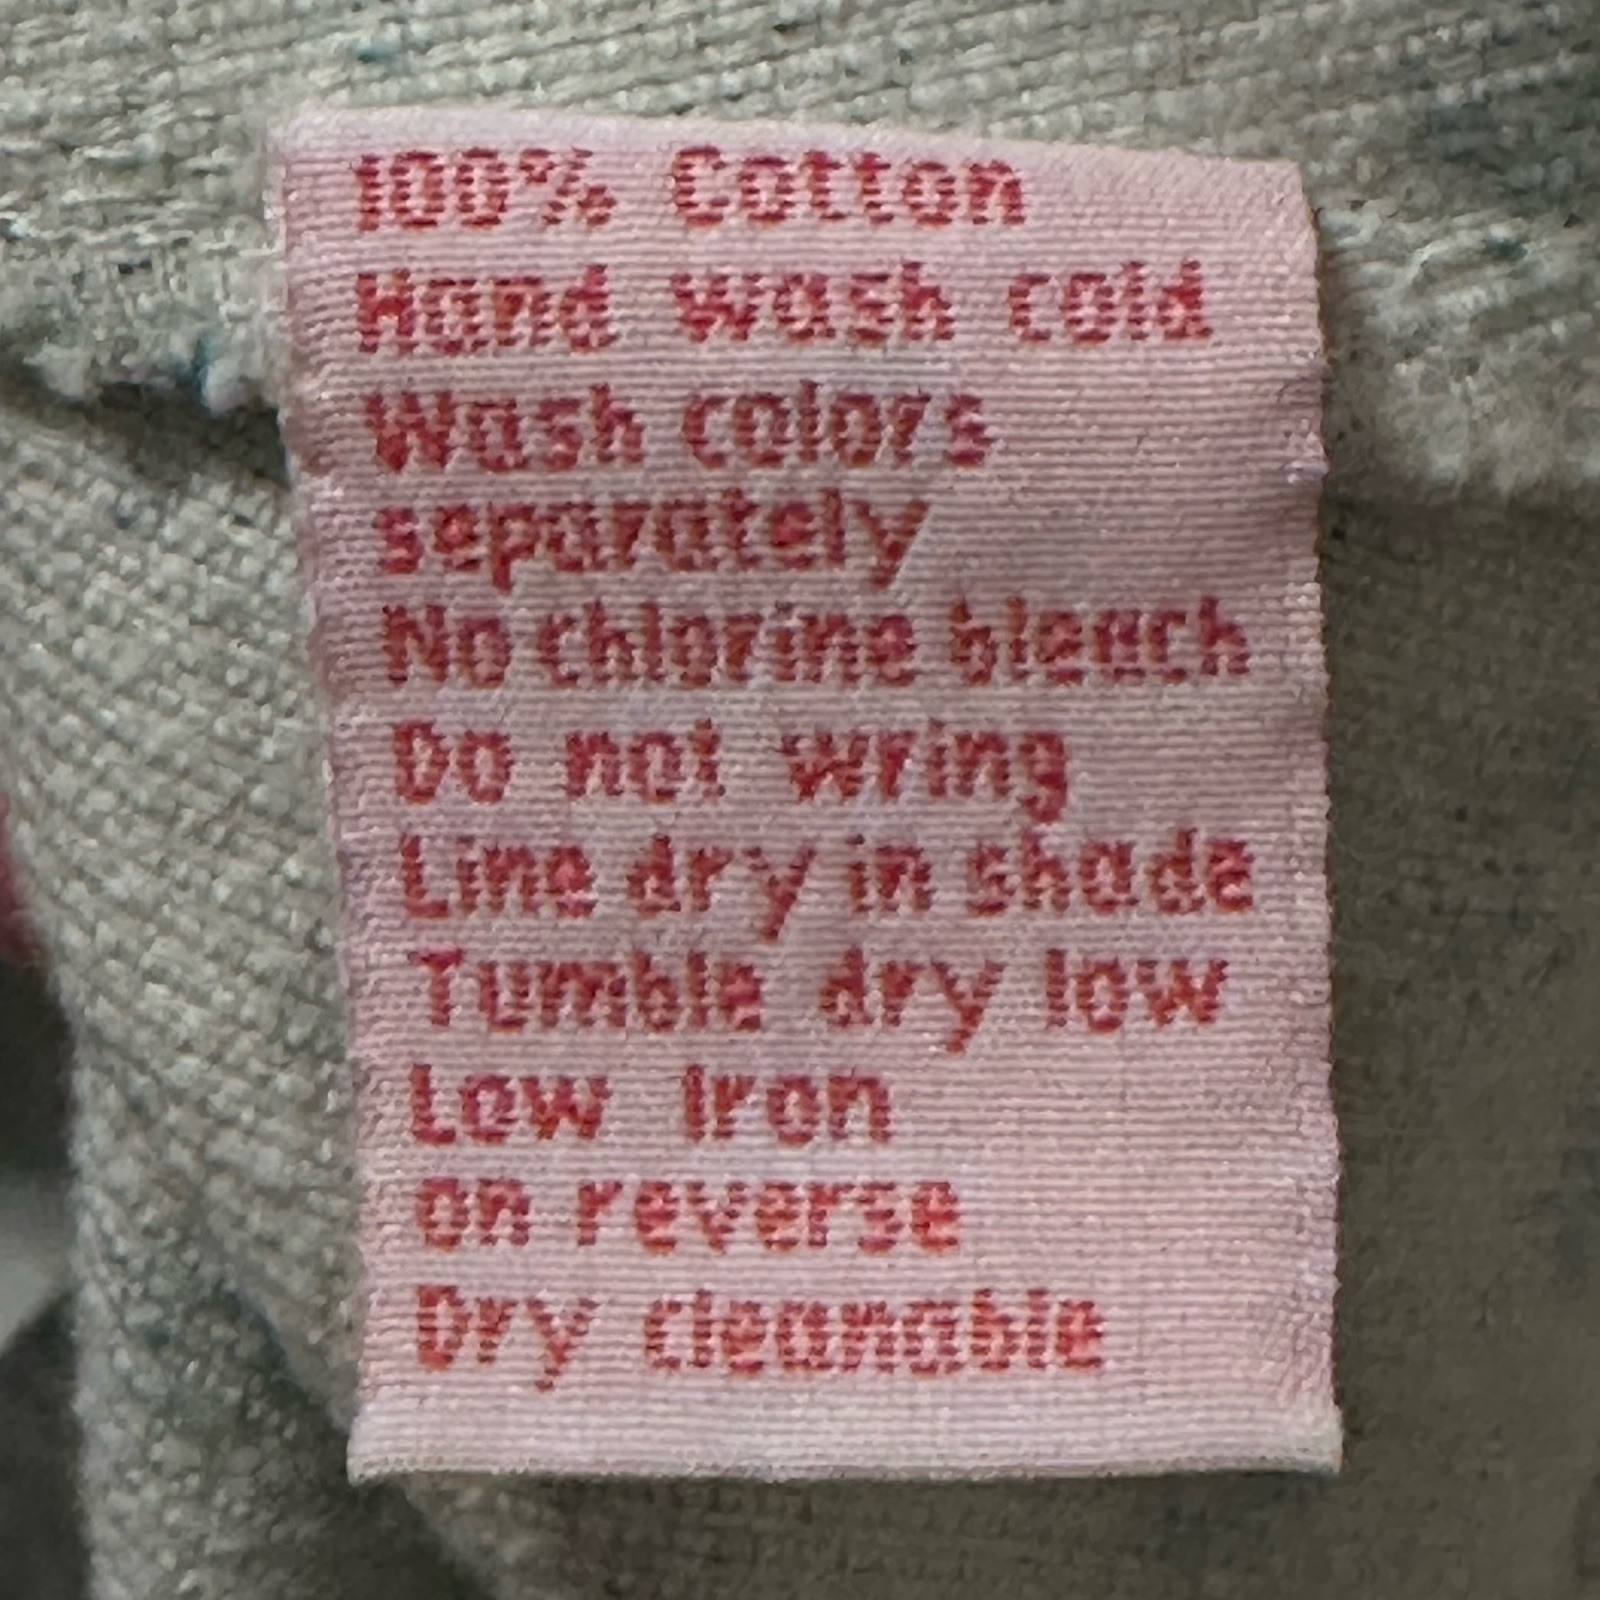 100% Cotton
Hand wash cold
Wash colors
separately
No chlorine bleach
Do not wring
Line dry in shade
Tumble dry low
Low Iron
on reverse
Dry cleanable